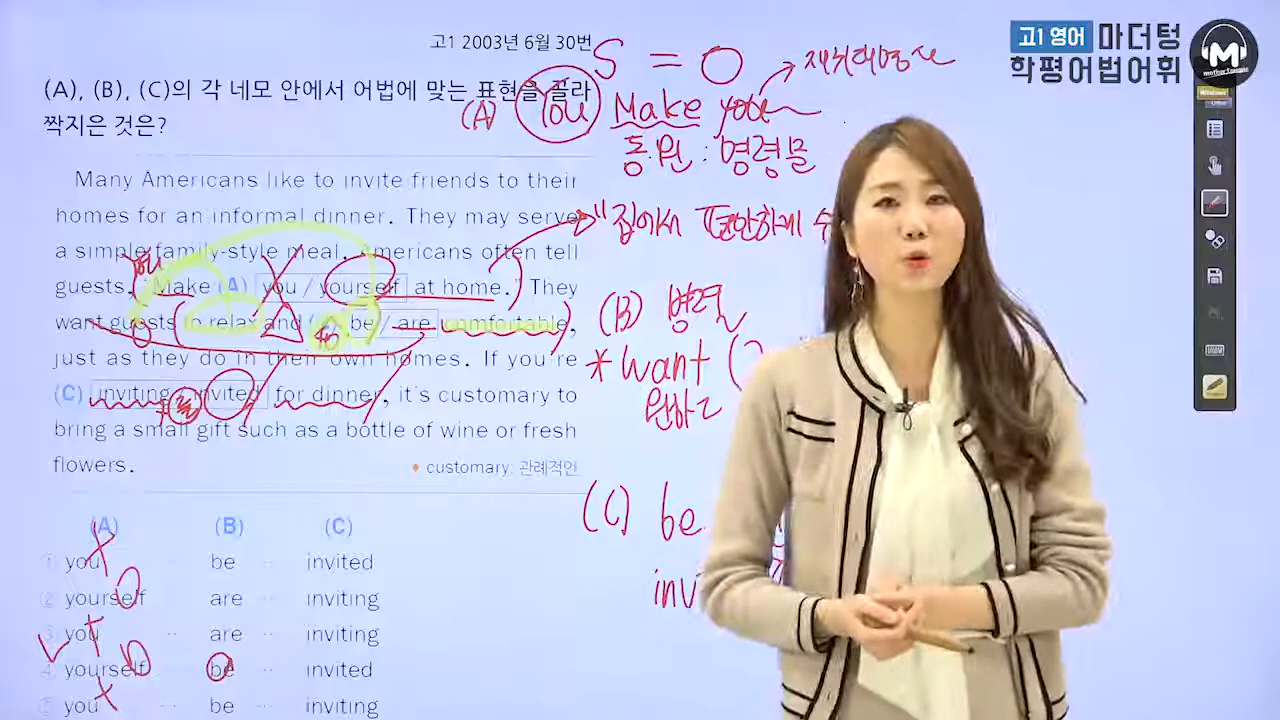 고1 2003년 6월 30번
고1 영어 마더텅
학평어법어휘
mother tongue
(A), (B), (C)의 각 네모 안에서 어법에 맞는 표현을 골라
짝지은 것은?
Many Americans like to invite friends to their
homes for an informal dinner. They may serve
a simple family-style meal. Americans often tell
guests, "Make (A) you / yourself at home." They
want guests to relax and be / are comfortable,
just as they do in their own homes. If you're
(C) inviting invited for dinner, it's customary to
bring a small gift such as a bottle of wine or fresh
flowers.
customary: 관례적인
(A) (B) (C)
① you ·· be ·· invited
② yourself ·· are ·· inviting
③ you ·· are ·· inviting
④ yourself ·· be ·· invited
⑤ you ·· be ·· inviting
S = O
(A) You Make you
동.원 : 명령문
"집에서 편안하게
(B) 병렬
* want (
원하
(C) be
inv